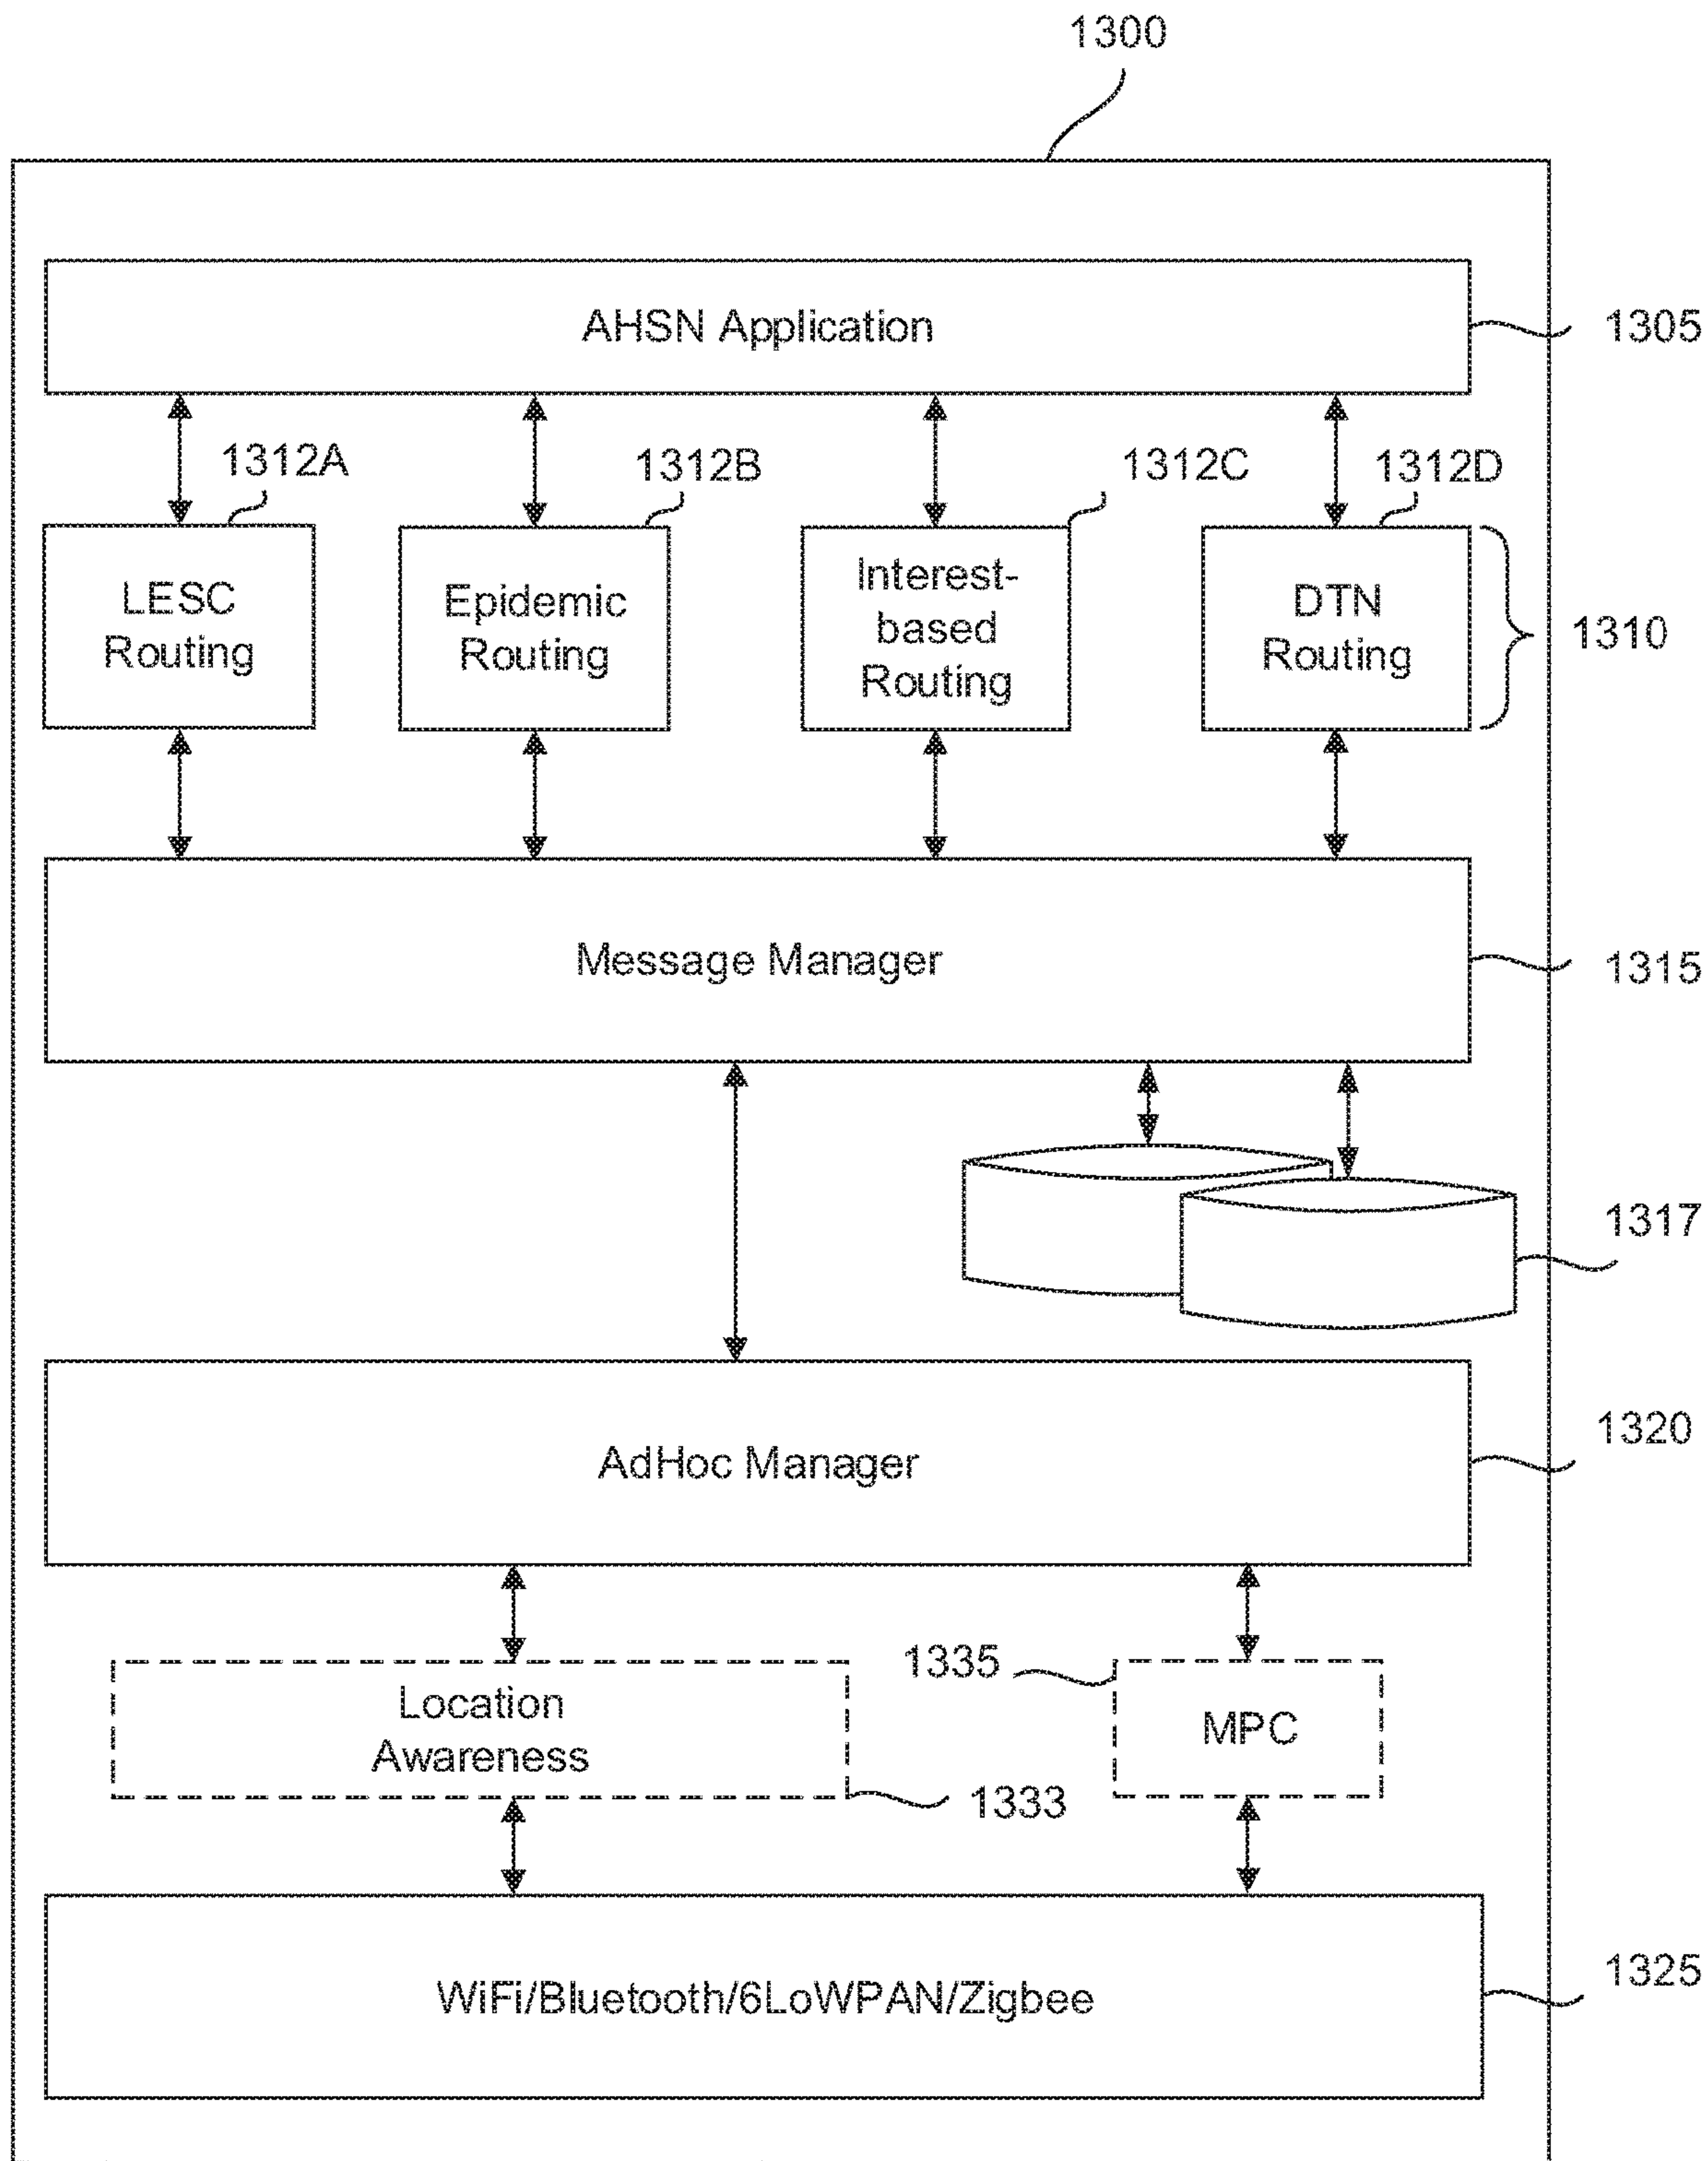 1300
AHSN Application
1305
1312A
1312B
1312C
1312D
LESC
Routing
Epidemic
Routing
Interest-
based
Routing
DTN
Routing
1310
Message Manager
1315
1317
AdHoc Manager
1320
Location
Awareness
1333
1335
MPC
WiFi/Bluetooth/6LoWPAN/Zigbee
1325